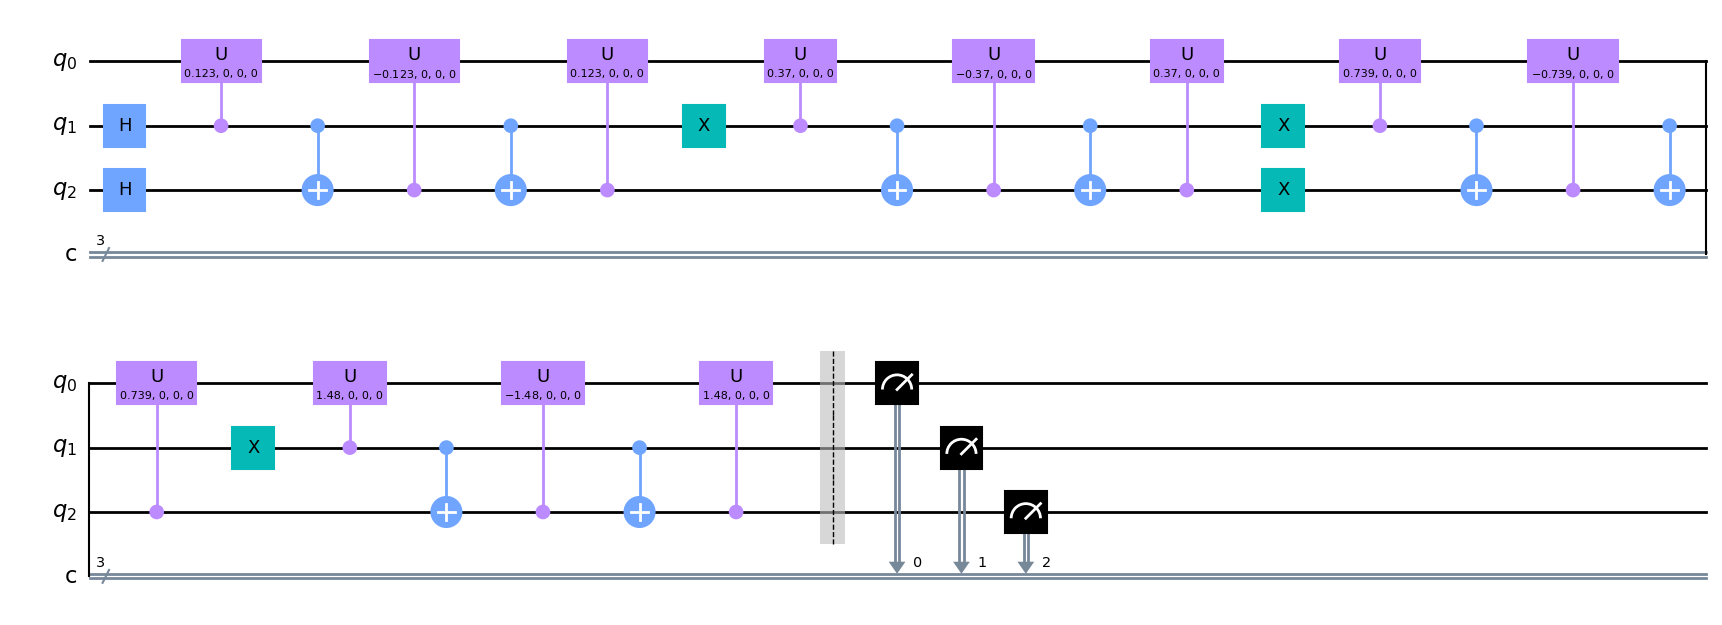 q0 U U U U U U U U
0.123, 0, 0, 0 −0.123, 0, 0, 0 0.123, 0, 0, 0 0.37, 0, 0, 0 −0.37, 0, 0, 0 0.37, 0, 0, 0 0.739, 0, 0, 0 −0.739, 0, 0, 0
q1 H X X
q2 H X
3
c
q0 U U U U
0.739, 0, 0, 0 1.48, 0, 0, 0 −1.48, 0, 0, 0 1.48, 0, 0, 0
q1 X
q2
3 0 1 2
c